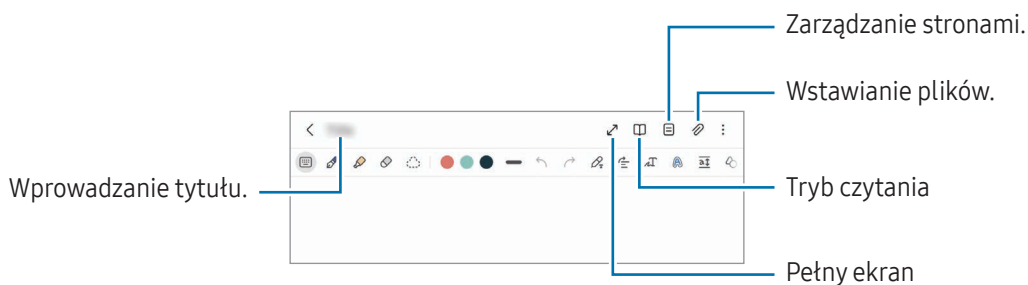 Zarządzanie stronami.
Wstawianie plików.
Wprowadzanie tytułu.
Tryb czytania
Pełny ekran